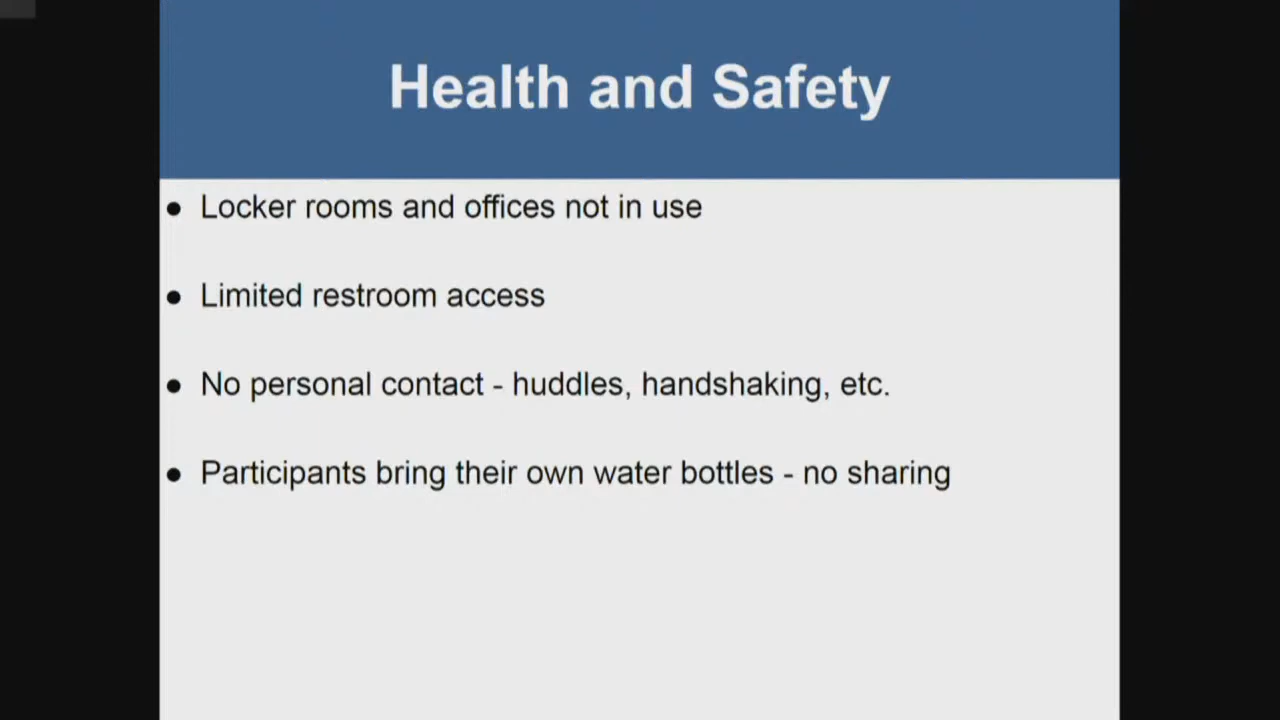 Health and Safety
● Locker rooms and offices not in use
● Limited restroom access
● No personal contact - huddles, handshaking, etc.
● Participants bring their own water bottles - no sharing